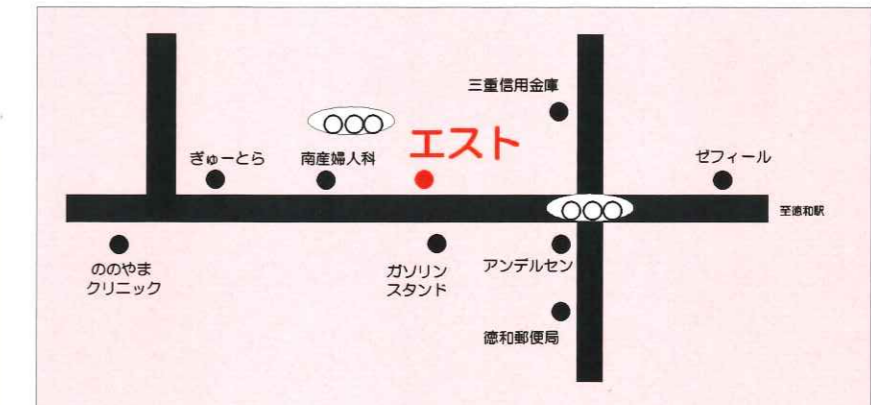 三重信用金庫
エスト
ぎゅーとら
南産婦人科
ゼフィール
至徳和駅
ののやま
クリニック
ガソリン
スタンド
アンデルセン
徳和郵便局